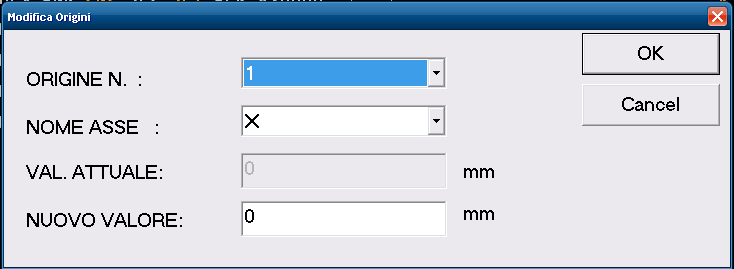 Modifica Origini
ORIGINE N. : 1
OK
NOME ASSE : X
Cancel
VAL. ATTUALE: 0 mm
NUOVO VALORE: 0 mm